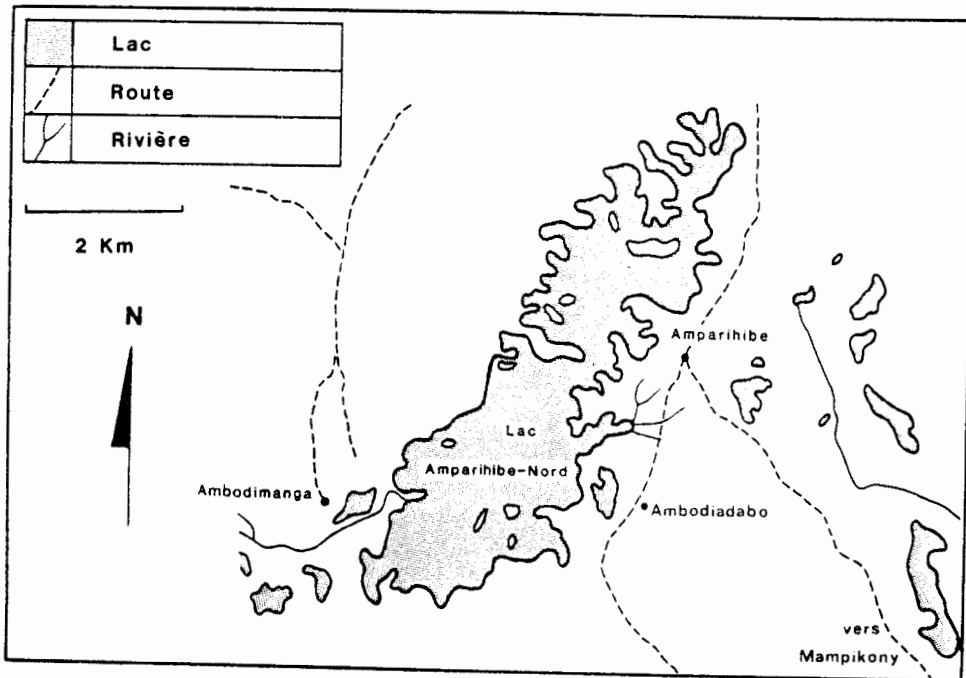 Lac
Route
Rivière
2 Km
N
Amparihibe
Lac
Amparihibe-Nord
Ambodimanga
Ambodiadabo
vers
Mampikony